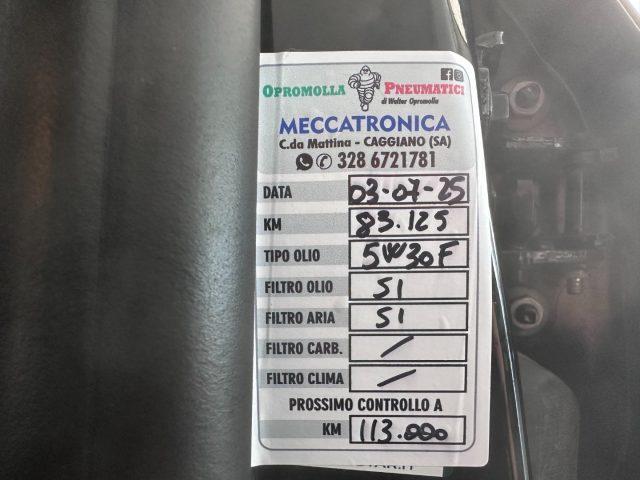 OPROMOLLA PNEUMATICI
di Walter Opromolla
MECCATRONICA
C.da Mattina - CAGGIANO (SA)
328 6721781
DATA 03-07-25
KM 83.125
TIPO OLIO 5W30F
FILTRO OLIO SI
FILTRO ARIA SI
FILTRO CARB. /
FILTRO CLIMA /
PROSSIMO CONTROLLO A
KM 113.000